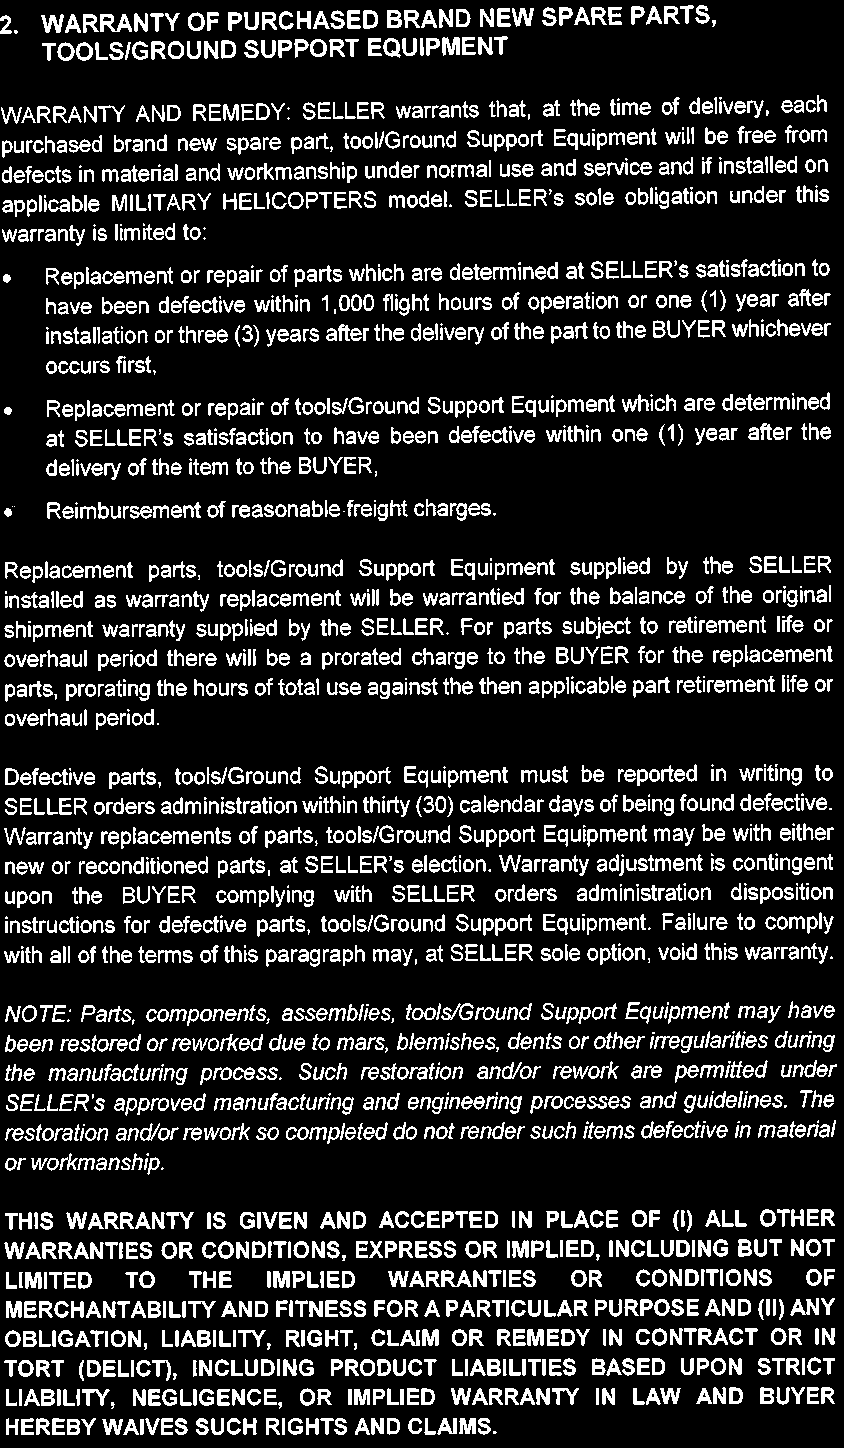 2. WARRANTY OF PURCHASED BRAND NEW SPARE PARTS,
TOOLS/GROUND SUPPORT EQUIPMENT
WARRANTY AND REMEDY: SELLER warrants that, at the time of delivery, each
purchased brand new spare part, tool/Ground Support Equipment will be free from
defects in material and workmanship under normal use and service and if installed on
applicable MILITARY HELICOPTERS model. SELLER's sole obligation under this
warranty is limited to:
• Replacement or repair of parts which are determined at SELLER's satisfaction to
have been defective within 1,000 flight hours of operation or one (1) year after
installation or three (3) years after the delivery of the part to the BUYER whichever
occurs first,
• Replacement or repair of tools/Ground Support Equipment which are determined
at SELLER's satisfaction to have been defective within one (1) year after the
delivery of the item to the BUYER,
• Reimbursement of reasonable freight charges.
Replacement parts, tools/Ground Support Equipment supplied by the SELLER
installed as warranty replacement will be warrantied for the balance of the original
shipment warranty supplied by the SELLER. For parts subject to retirement life or
overhaul period there will be a prorated charge to the BUYER for the replacement
parts, prorating the hours of total use against the then applicable part retirement life or
overhaul period.
Defective parts, tools/Ground Support Equipment must be reported in writing to
SELLER orders administration within thirty (30) calendar days of being found defective.
Warranty replacements of parts, tools/Ground Support Equipment may be with either
new or reconditioned parts, at SELLER's election. Warranty adjustment is contingent
upon the BUYER complying with SELLER orders administration disposition
instructions for defective parts, tools/Ground Support Equipment. Failure to comply
with all of the terms of this paragraph may, at SELLER sole option, void this warranty.
NOTE: Parts, components, assemblies, tools/Ground Support Equipment may have
been restored or reworked due to mars, blemishes, dents or other irregularities during
the manufacturing process. Such restoration and/or rework are permitted under
SELLER's approved manufacturing and engineering processes and guidelines. The
restoration and/or rework so completed do not render such items defective in material
or workmanship.
THIS WARRANTY IS GIVEN AND ACCEPTED IN PLACE OF (I) ALL OTHER
WARRANTIES OR CONDITIONS, EXPRESS OR IMPLIED, INCLUDING BUT NOT
LIMITED TO THE IMPLIED WARRANTIES OR CONDITIONS OF
MERCHANTABILITY AND FITNESS FOR A PARTICULAR PURPOSE AND (II) ANY
OBLIGATION, LIABILITY, RIGHT, CLAIM OR REMEDY IN CONTRACT OR IN
TORT (DELICT), INCLUDING PRODUCT LIABILITIES BASED UPON STRICT
LIABILITY, NEGLIGENCE, OR IMPLIED WARRANTY IN LAW AND BUYER
HEREBY WAIVES SUCH RIGHTS AND CLAIMS.